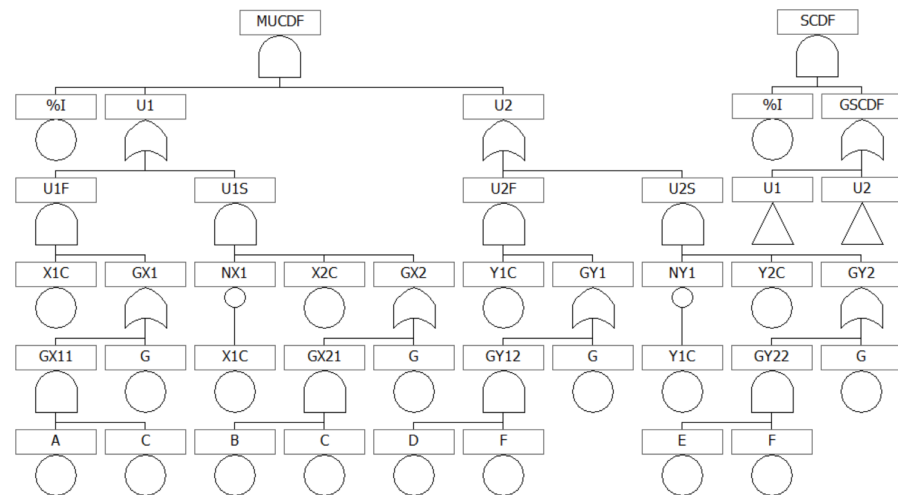 MUCDF SCDF
%I U1 U2 %I GSCDF
U1F U1S U2F U2S U1 U2
X1C GX1 NX1 X2C GX2 Y1C GY1 NY1 Y2C GY2
GX11 G X1C GX21 G GY12 G Y1C GY22 G
A C B C D F E F